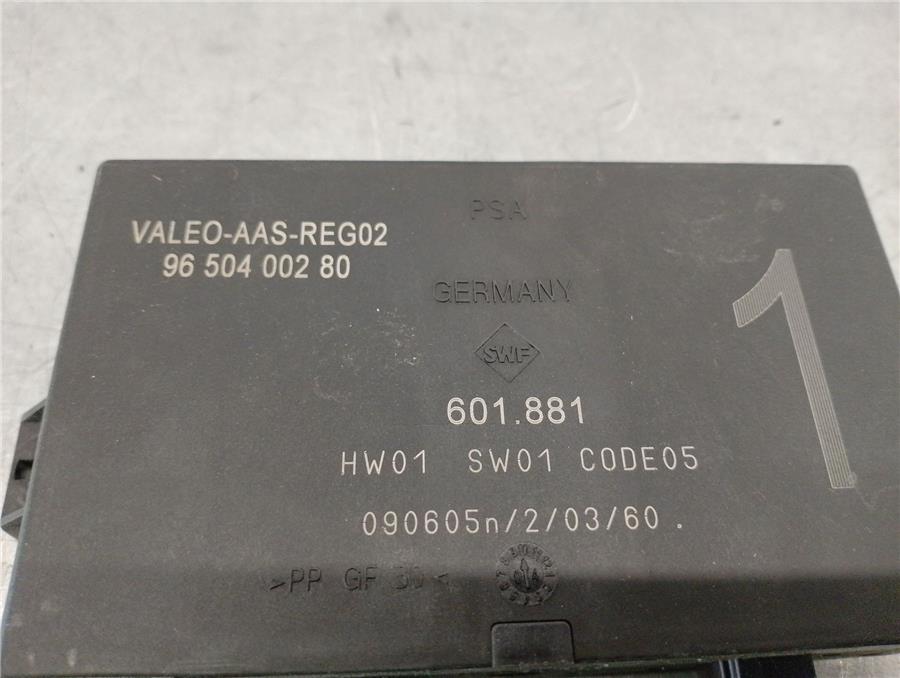 PSA
VALEO-AAS-REG02
96 504 002 80
GERMANY
1
SWF
601.881
HW01 SW01 CODE05
090605n/2/03/60.
>PP GF 30<